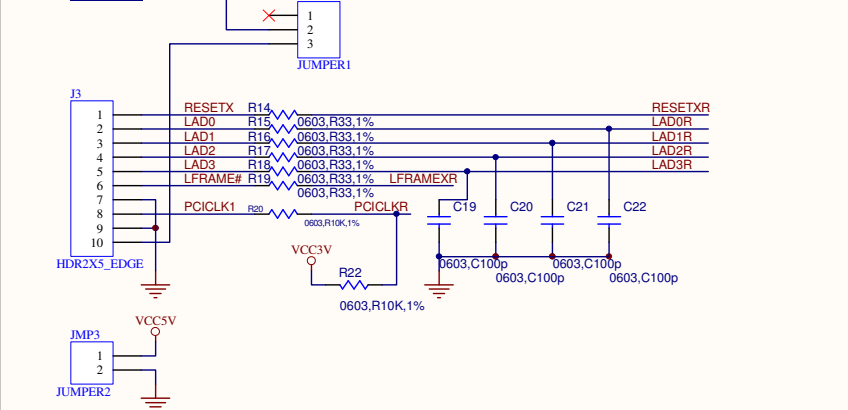 1
2
3
JUMPER1
J3
1 RESETX R14 RESETXR
0603,R33,1%
2 LAD0 R15 LAD0R
0603,R33,1%
3 LAD1 R16 LAD1R
0603,R33,1%
4 LAD2 R17 LAD2R
0603,R33,1%
5 LAD3 R18 LAD3R
0603,R33,1%
6 LFRAME# R19 LFRAMEXR
0603,R33,1%
7
8 PCICLK1 R20 PCICLKR
0603,R10K,1%
9
10
HDR2X5_EDGE
C19 C20 C21 C22
0603,C100p 0603,C100p
0603,C100p 0603,C100p
VCC3V
R22
0603,R10K,1%
VCC5V
JMP3
1
2
JUMPER2